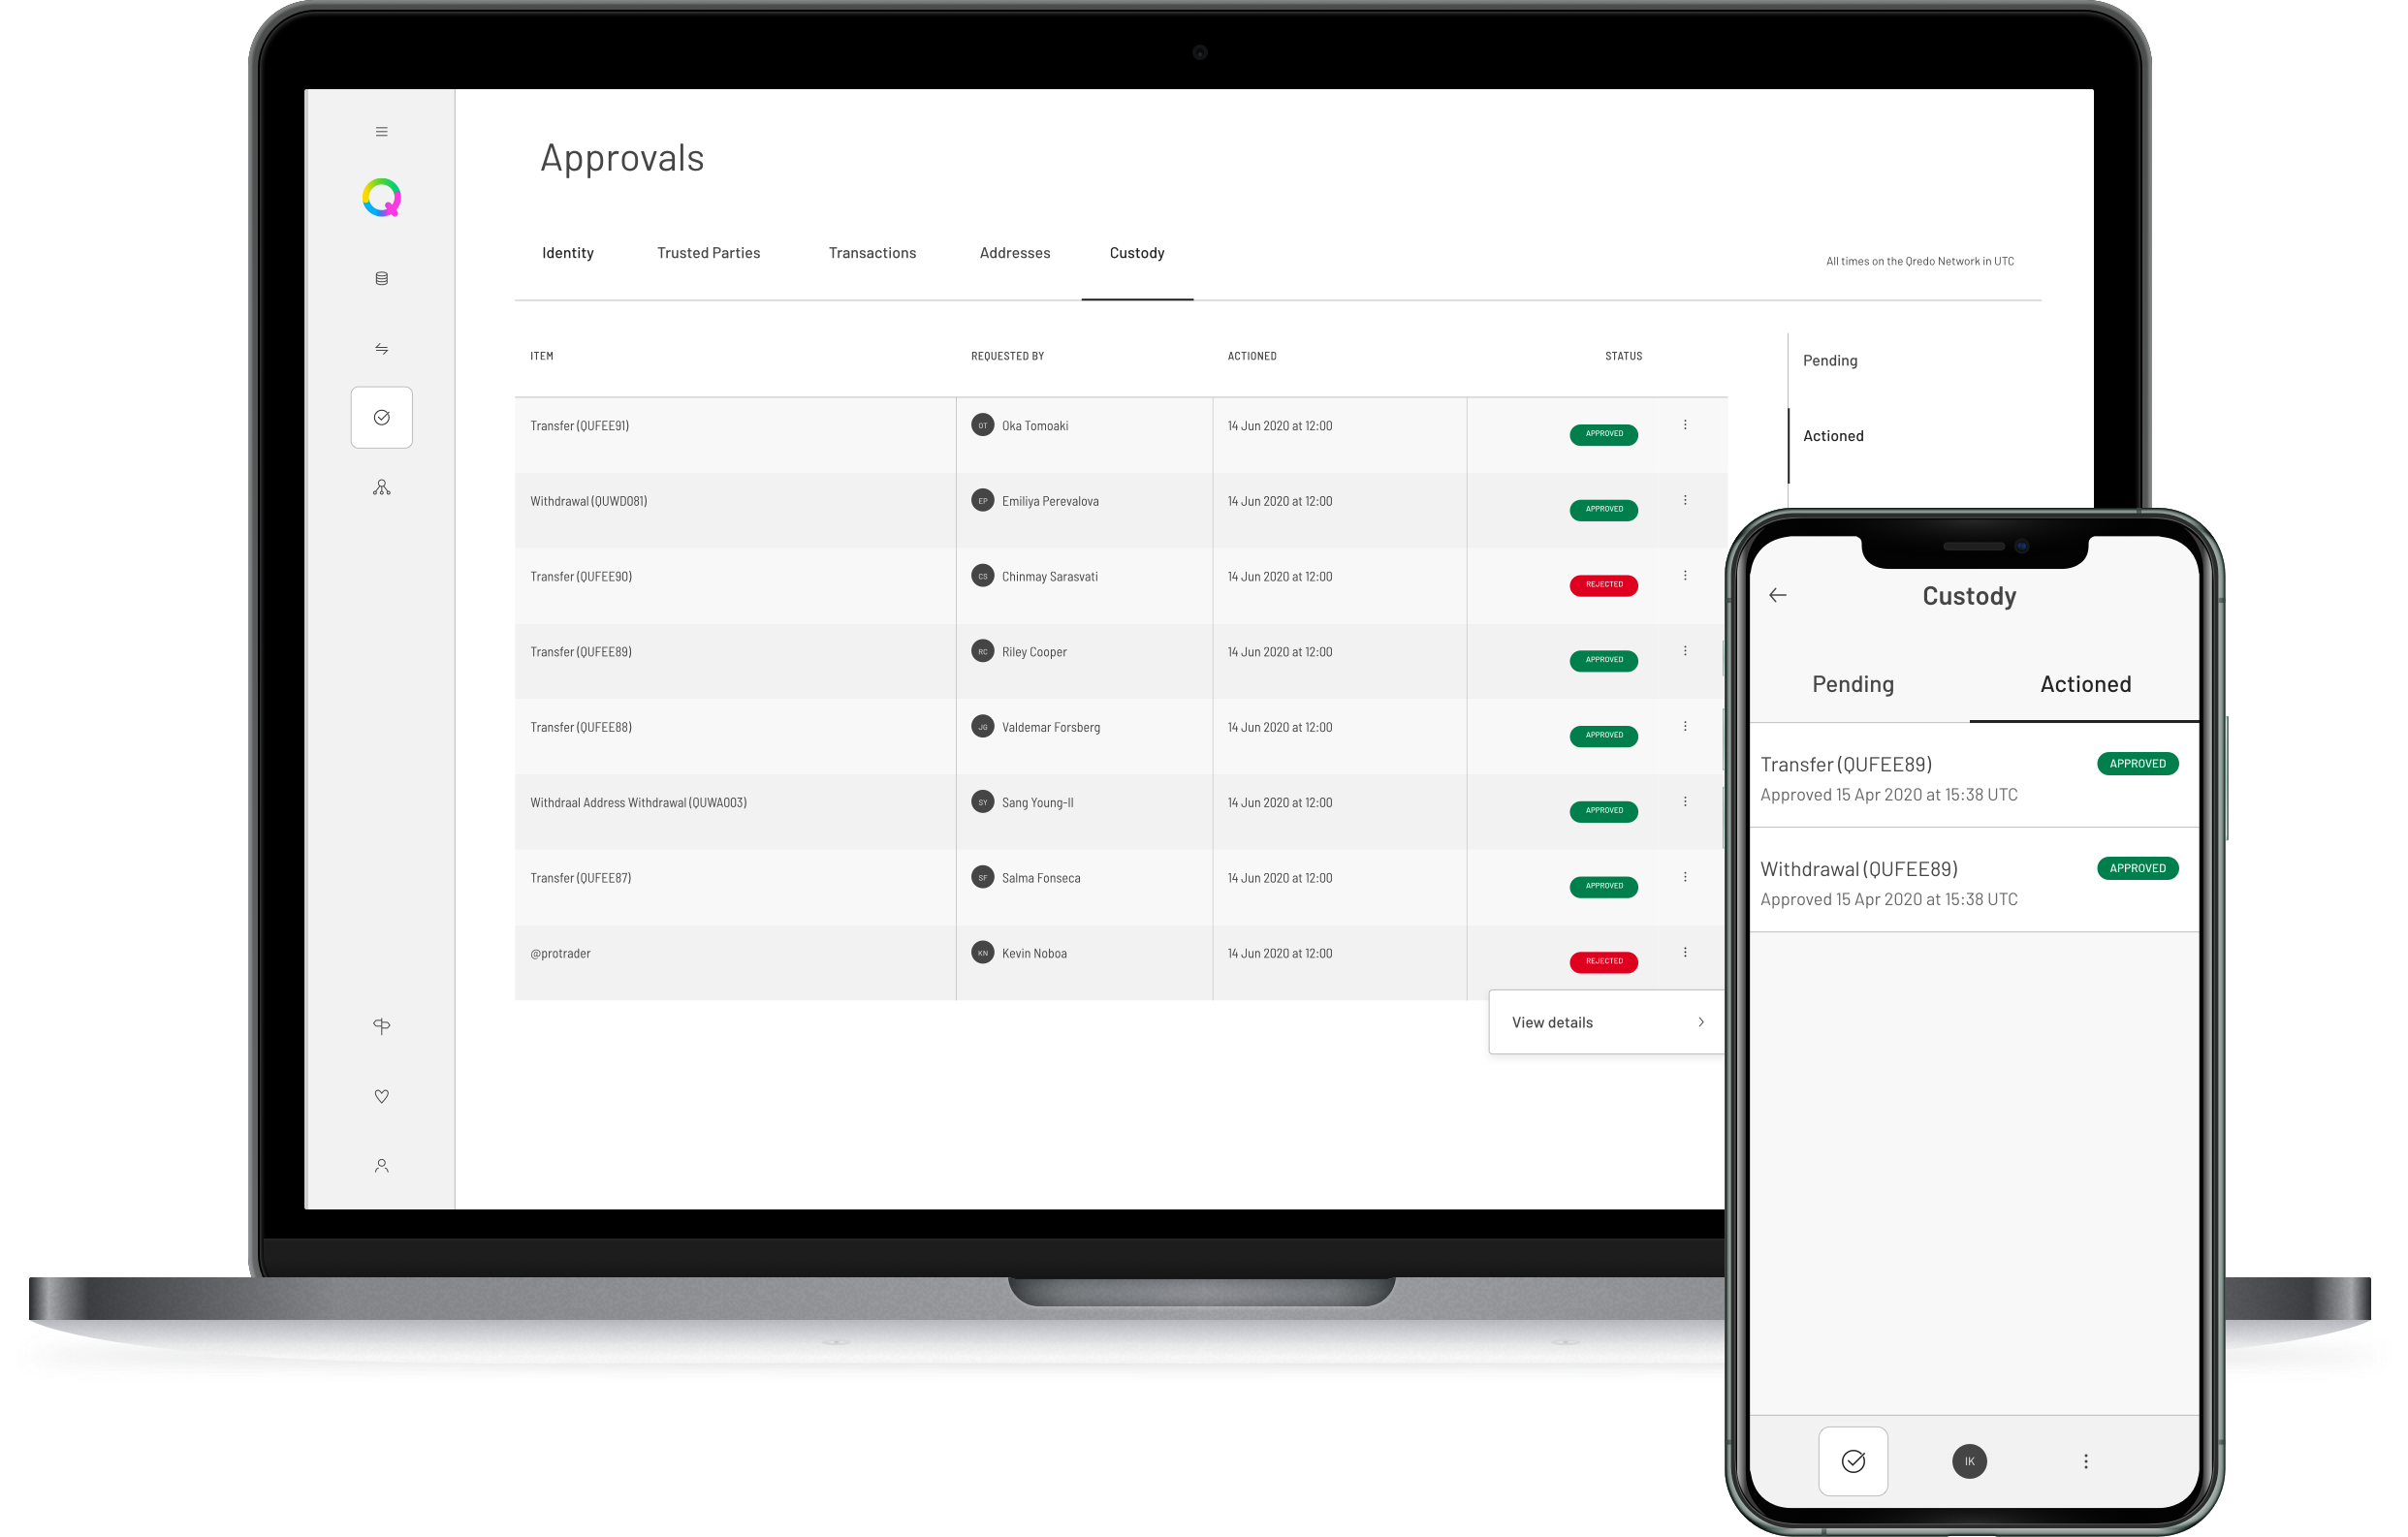 Approvals
Identity Trusted Parties Transactions Addresses Custody
All times on the Qredo Network in UTC
ITEM REQUESTED BY ACTIONED STATUS
Transfer (QUFEE91) OT Oka Tomoaki 14 Jun 2020 at 12:00 APPROVED
Withdrawal (QUWD081) EP Emiliya Perevalova 14 Jun 2020 at 12:00 APPROVED
Transfer (QUFEE90) CS Chinmay Sarasvati 14 Jun 2020 at 12:00 REJECTED
Transfer (QUFEE89) RC Riley Cooper 14 Jun 2020 at 12:00 APPROVED
Transfer (QUFEE88) JG Valdemar Forsberg 14 Jun 2020 at 12:00 APPROVED
Withdraal Address Withdrawal (QUWA003) SY Sang Young-Il 14 Jun 2020 at 12:00 APPROVED
Transfer (QUFEE87) SF Salma Fonseca 14 Jun 2020 at 12:00 APPROVED
@protrader KN Kevin Noboa 14 Jun 2020 at 12:00 REJECTED
View details
Pending
Actioned
Custody
Pending Actioned
Transfer (QUFEE89) APPROVED
Approved 15 Apr 2020 at 15:38 UTC
Withdrawal (QUFEE89) APPROVED
Approved 15 Apr 2020 at 15:38 UTC
IK